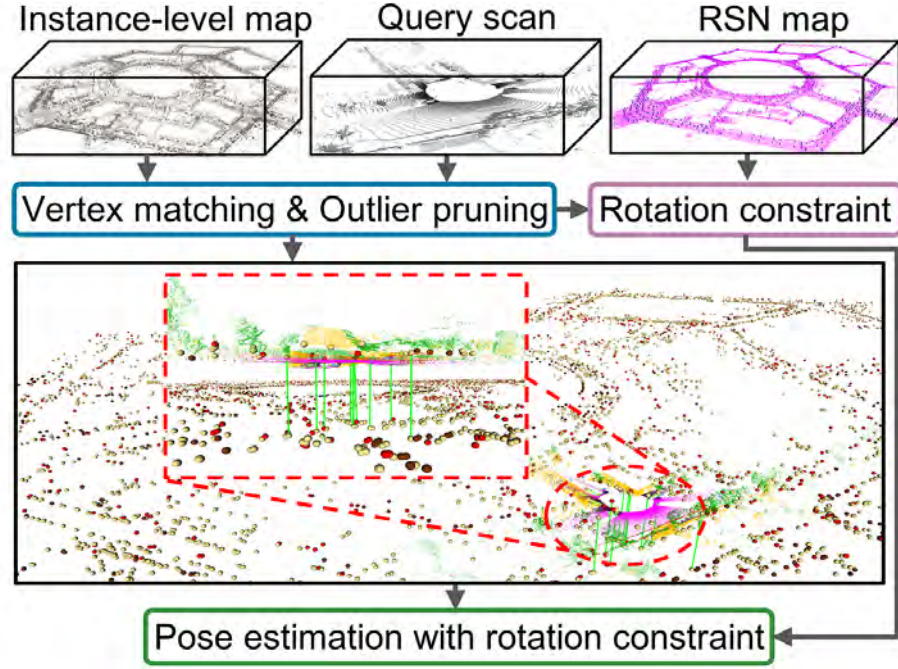 Instance-level map
Query scan
RSN map
Vertex matching & Outlier pruning
Rotation constraint
Pose estimation with rotation constraint